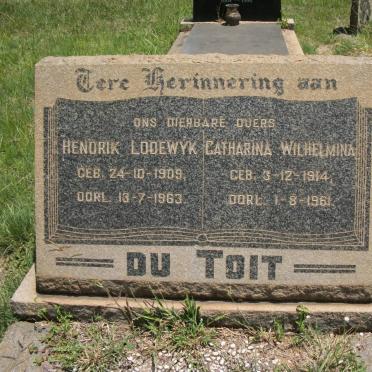 Tere Herinnering aan
ONS DIERBARE OUERS
HENDRIK LODEWYK
GEB. 24-10-1909,
OORL. 13-7-1963.
CATHARINA WILHELMINA
GEB. 3-12-1914,
OORL. 1-8-1961.
DU TOIT